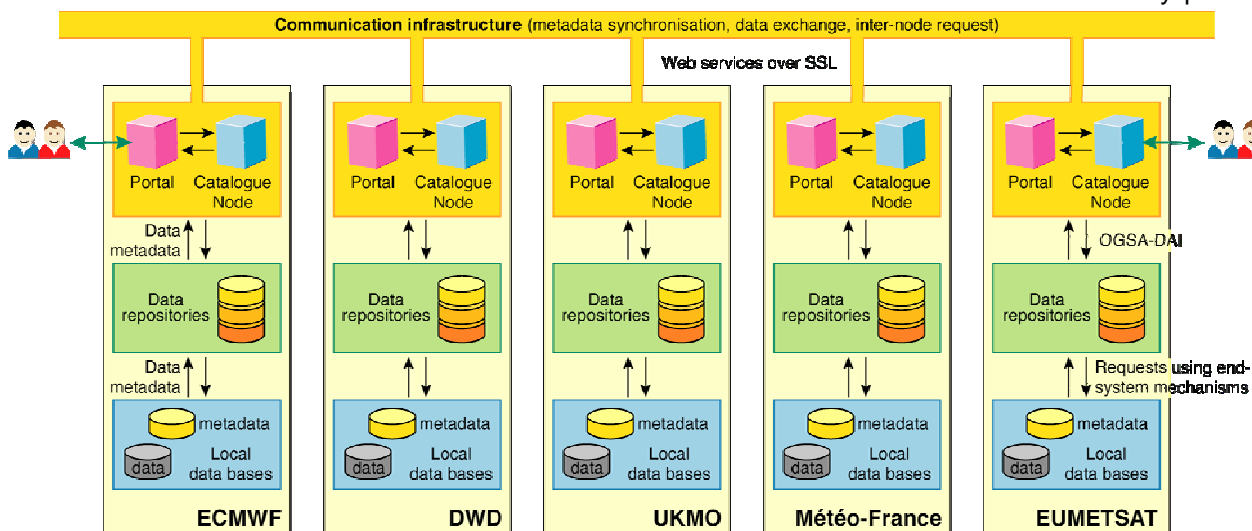 Communication infrastructure (metadata synchronisation, data exchange, inter-node request)
Web services over SSL
Portal
Catalogue
Node
Data
metadata
Data
repositories
Data
metadata
metadata
data
Local
data bases
ECMWF
Portal
Catalogue
Node
Data
repositories
metadata
data
Local
data bases
DWD
Portal
Catalogue
Node
Data
repositories
metadata
data
Local
data bases
UKMO
Portal
Catalogue
Node
Data
repositories
metadata
data
Local
data bases
Météo-France
Portal
Catalogue
Node
OGSA-DAI
Data
repositories
Requests using end-
system mechanisms
metadata
data
Local
data bases
EUMETSAT